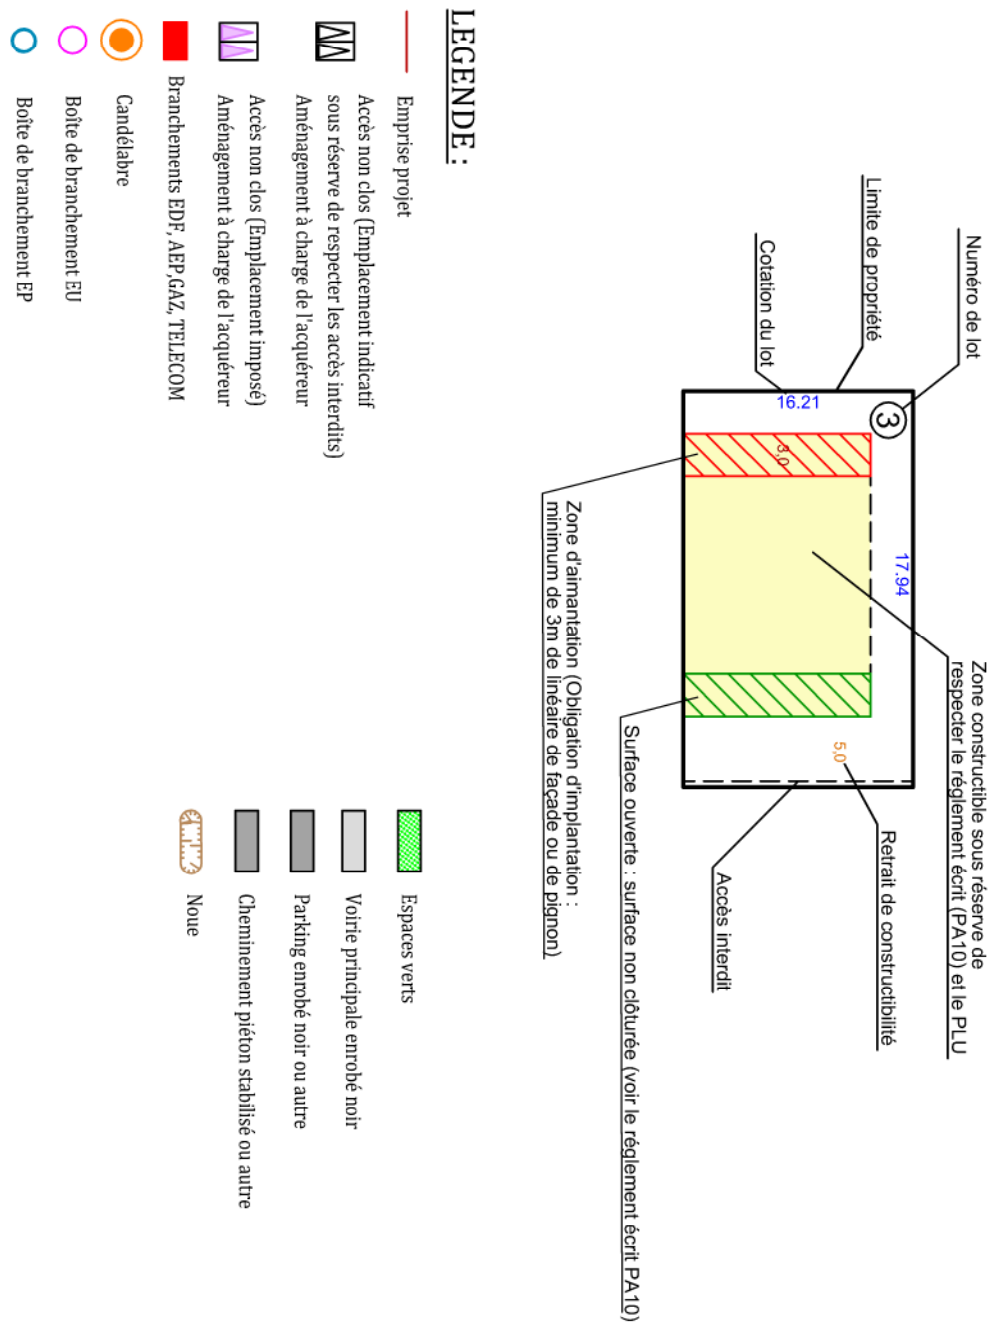 LEGENDE :
Emprise projet
Accès non clos (Emplacement indicatif
sous réserve de respecter les accès interdits)
Aménagement à charge de l'acquéreur
Accès non clos (Emplacement imposé)
Aménagement à charge de l'acquéreur
Branchements EDF, AEP,GAZ, TELECOM
Candélabre
Boîte de branchement EU
Boîte de branchement EP
Espaces verts
Voirie principale enrobé noir
Parking enrobé noir ou autre
Cheminement piéton stabilisé ou autre
Noue
Numéro de lot
Limite de propriété
Cotation du lot
3
16.21
17.94
3,0
5,0
Zone constructible sous réserve de
respecter le réglement écrit (PA10) et le PLU
Retrait de constructibilité
Accès interdit
Surface ouverte : surface non clôturée (voir le réglement écrit PA10)
Zone d'aimantation (Obligation d'implantation :
minimum de 3m de linéaire de façade ou de pignon)